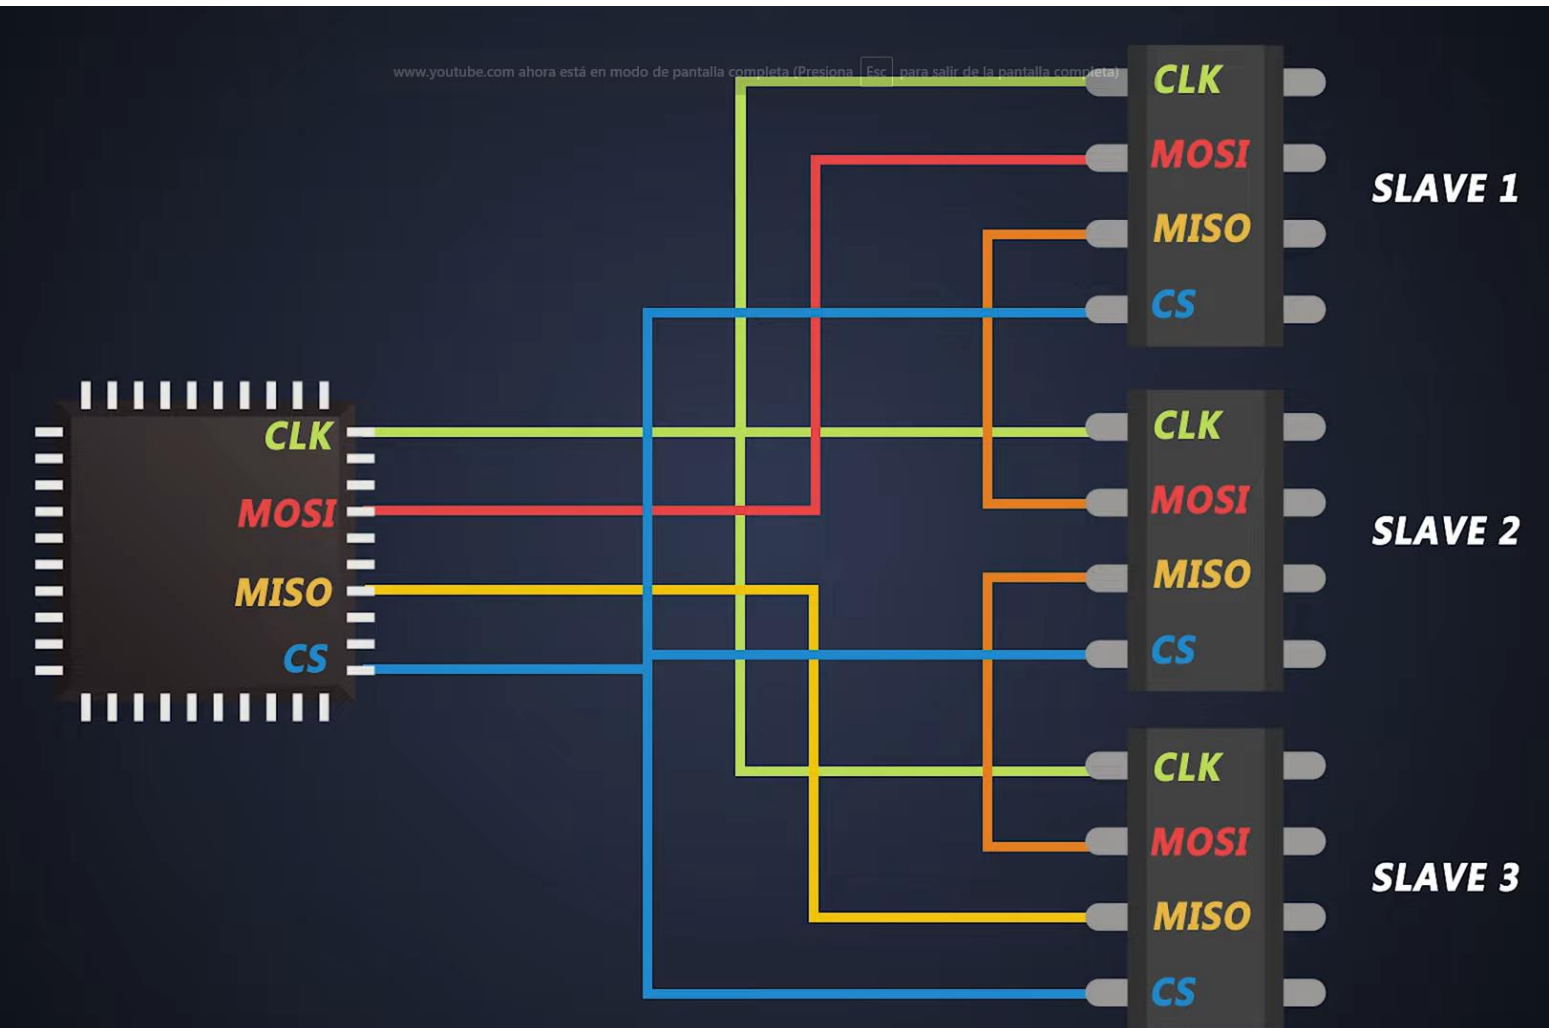 www.youtube.com ahora está en modo de pantalla completa (Presiona Esc para salir de la pantalla completa)
CLK
MOSI
MISO
CS
SLAVE 1
CLK
MOSI
MISO
CS
CLK
MOSI
MISO
CS
SLAVE 2
CLK
MOSI
MISO
CS
SLAVE 3